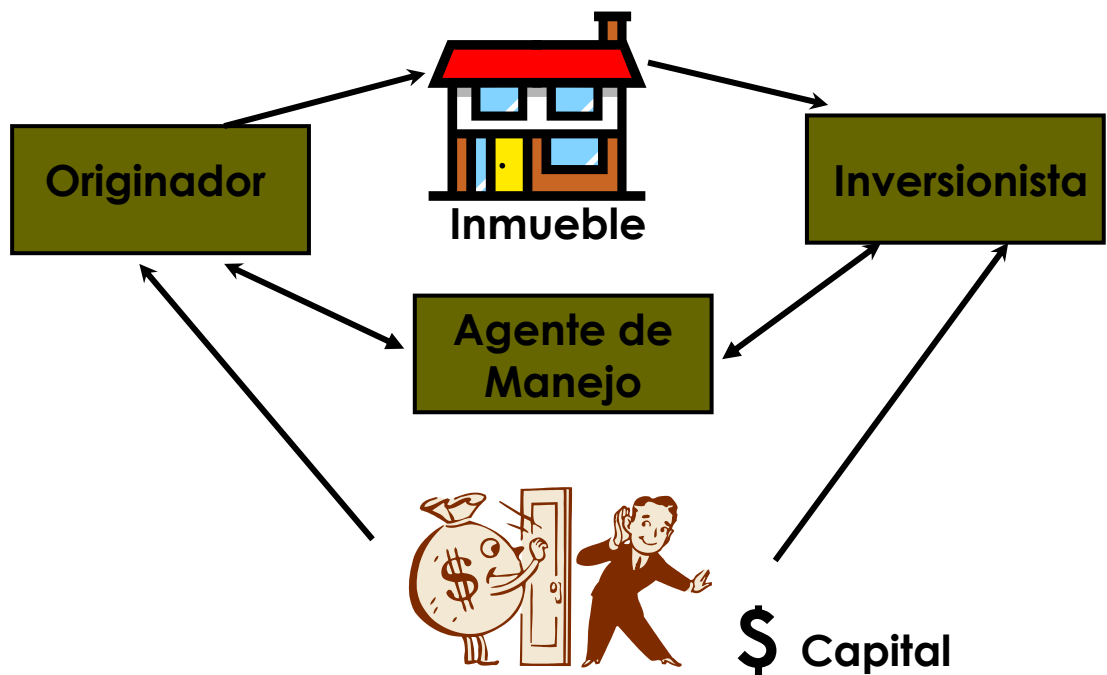 Originador
Inmueble
Inversionista
Agente de
Manejo
$
$ Capital